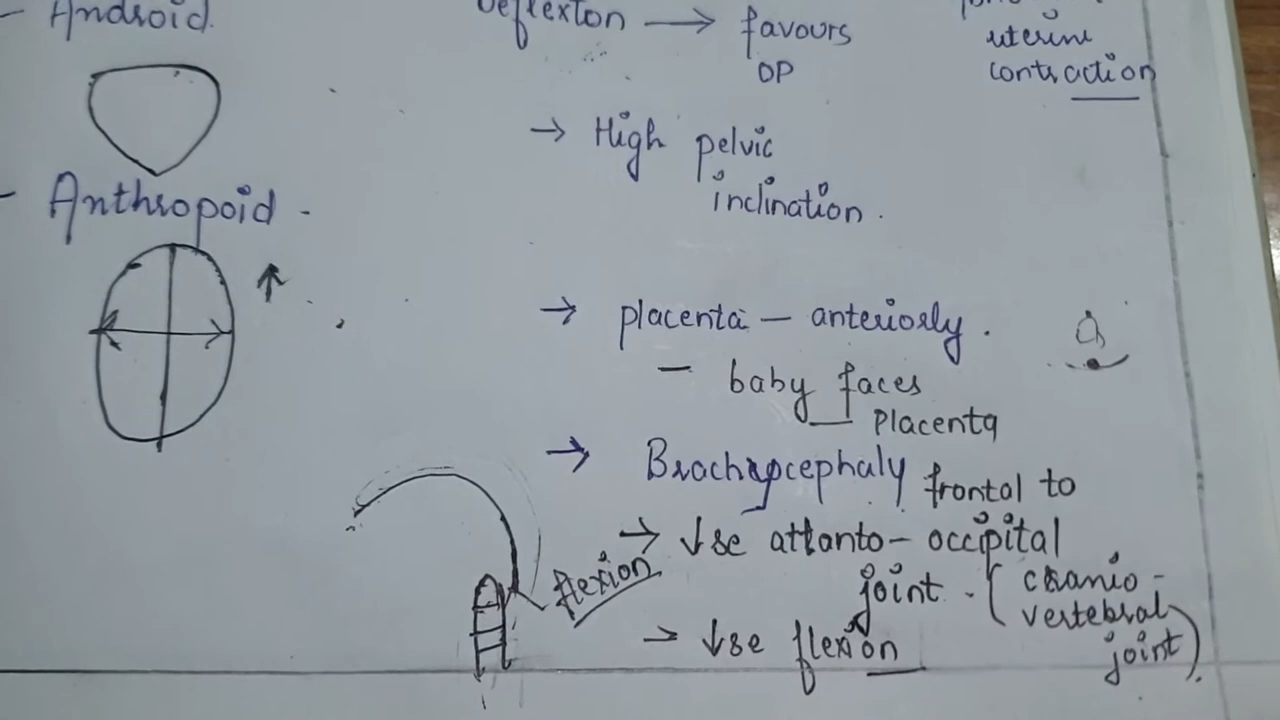 - Android.
Deflexion → favours
OP
uterine
contraction
→ High pelvic
inclination.
- Anthropoid -
↑
→ placenta - anteriorly.
- baby faces
Placenta
→ Brachycephaly
frontal to
→ ↓se attanto-occipital
joint - (cranio-
vertebral
joint).
flexion
→ ↓se flexion